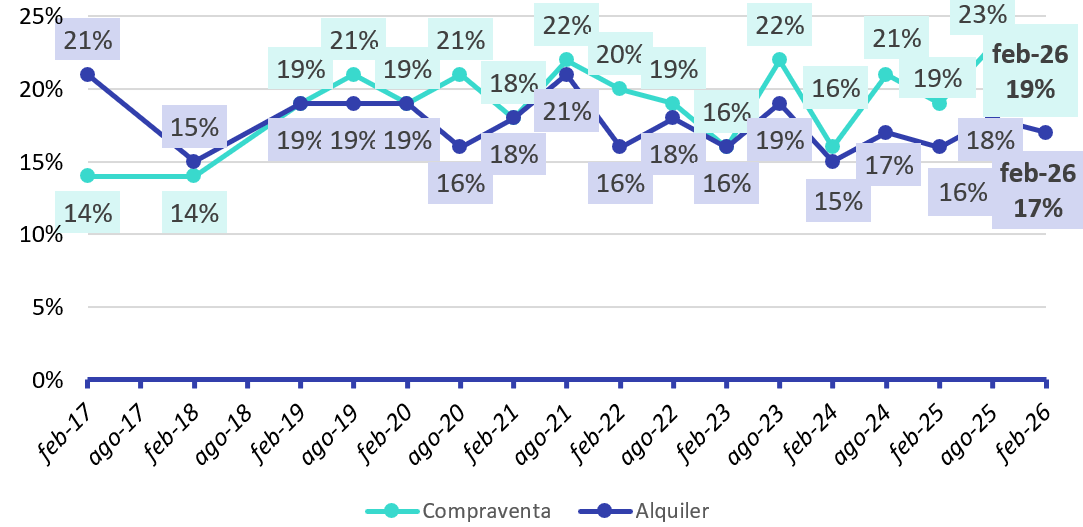 25%
20%
15%
10%
5%
0%
21%
14%
15%
14%
19%
19%
21%
19%
19%
19%
21%
16%
18%
18%
22%
21%
20%
16%
19%
18%
16%
16%
22%
19%
16%
15%
21%
17%
19%
16%
23%
18%
feb-26
19%
feb-26
17%
feb-17
ago-17
feb-18
ago-18
feb-19
ago-19
feb-20
ago-20
feb-21
ago-21
feb-22
ago-22
feb-23
ago-23
feb-24
ago-24
feb-25
ago-25
feb-26
Compraventa
Alquiler